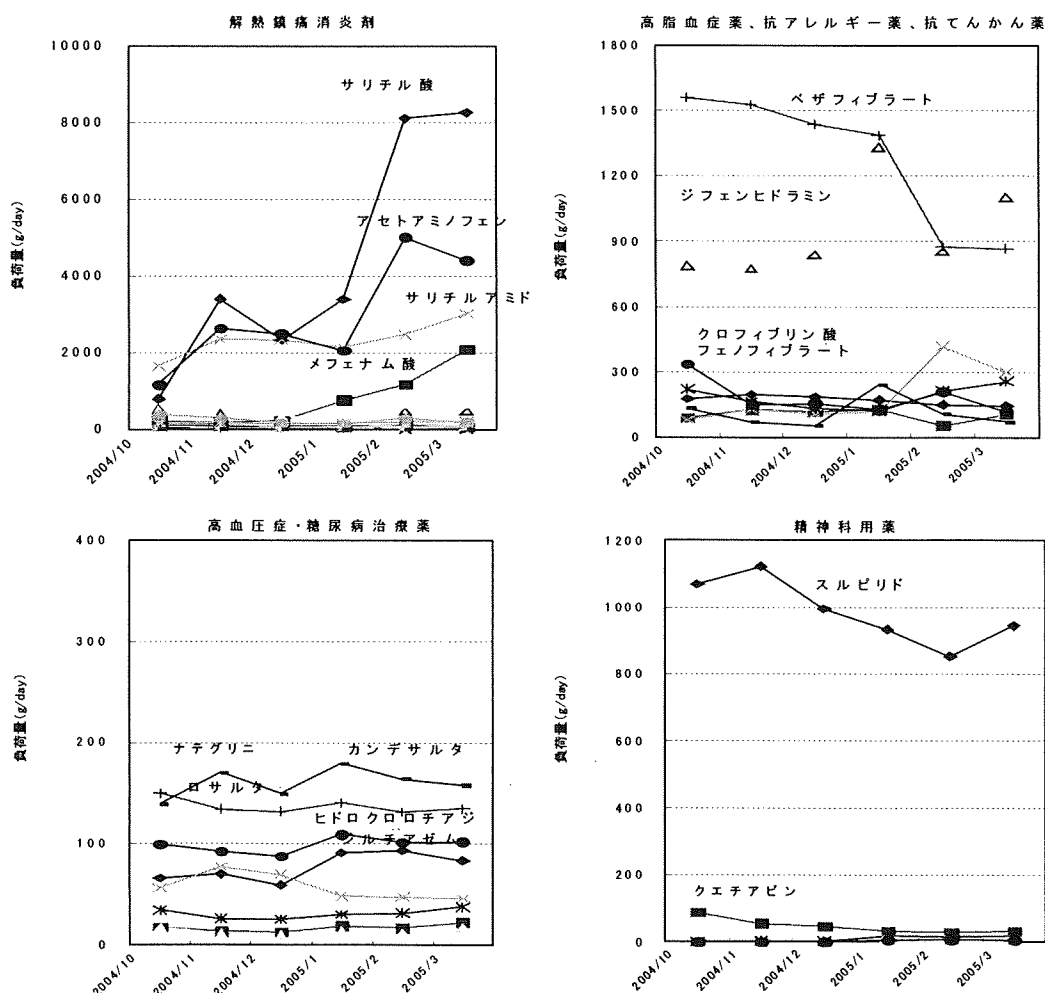 解熱鎮痛消炎剤
10000
8000
6000
4000
2000
0
負荷量(g/day)
サリチル酸
アセトアミノフェン
サリチルアミド
メフェナム酸
2004/10
2004/11
2004/12
2005/1
2005/2
2005/3
高脂血症薬、抗アレルギー薬、抗てんかん薬
1800
1500
1200
900
600
300
0
負荷量(g/day)
ベザフィブラート
ジフェンヒドラミン
クロフィブリン酸
フェノフィブラート
2004/10
2004/11
2004/12
2005/1
2005/2
2005/3
高血圧症・糖尿病治療薬
400
300
200
100
0
負荷量(g/day)
ナテグリニ
カンデサルタ
ロサルタ
ヒドロクロロチアジ
ジルチアゼム
2004/10
2004/11
2004/12
2005/1
2005/2
2005/3
精神科用薬
1200
1000
800
600
400
200
0
負荷量(g/day)
スルピリド
クエチアピン
2004/10
2004/11
2004/12
2005/1
2005/2
2005/3